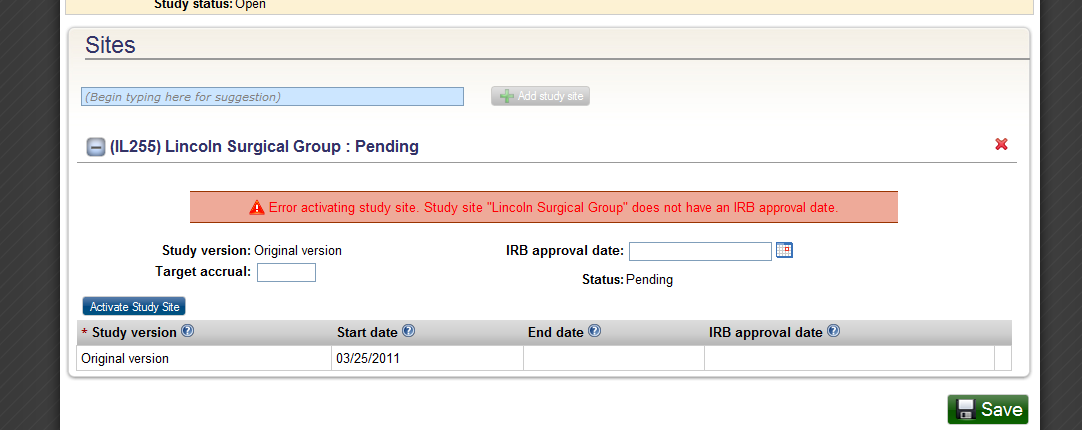 Study status: Open
Sites
(Begin typing here for suggestion)
Add study site
(IL255) Lincoln Surgical Group : Pending
Error activating study site. Study site "Lincoln Surgical Group" does not have an IRB approval date.
Study version: Original version
IRB approval date:
Target accrual:
Status: Pending
Activate Study Site
* Study version ? Start date ? End date ? IRB approval date ?
Original version 03/25/2011
Save